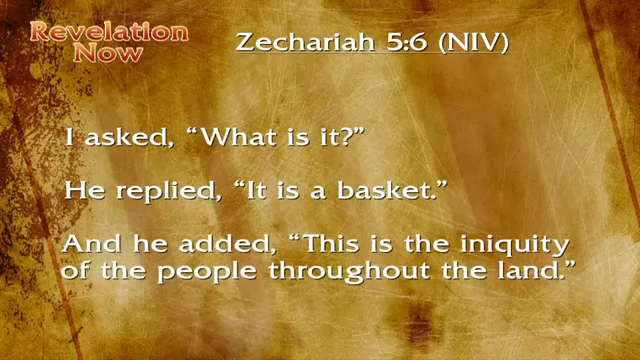 Revelation
Now
Zechariah 5:6 (NIV)
I asked, “What is it?”
He replied, “It is a basket.”
And he added, “This is the iniquity
of the people throughout the land.”